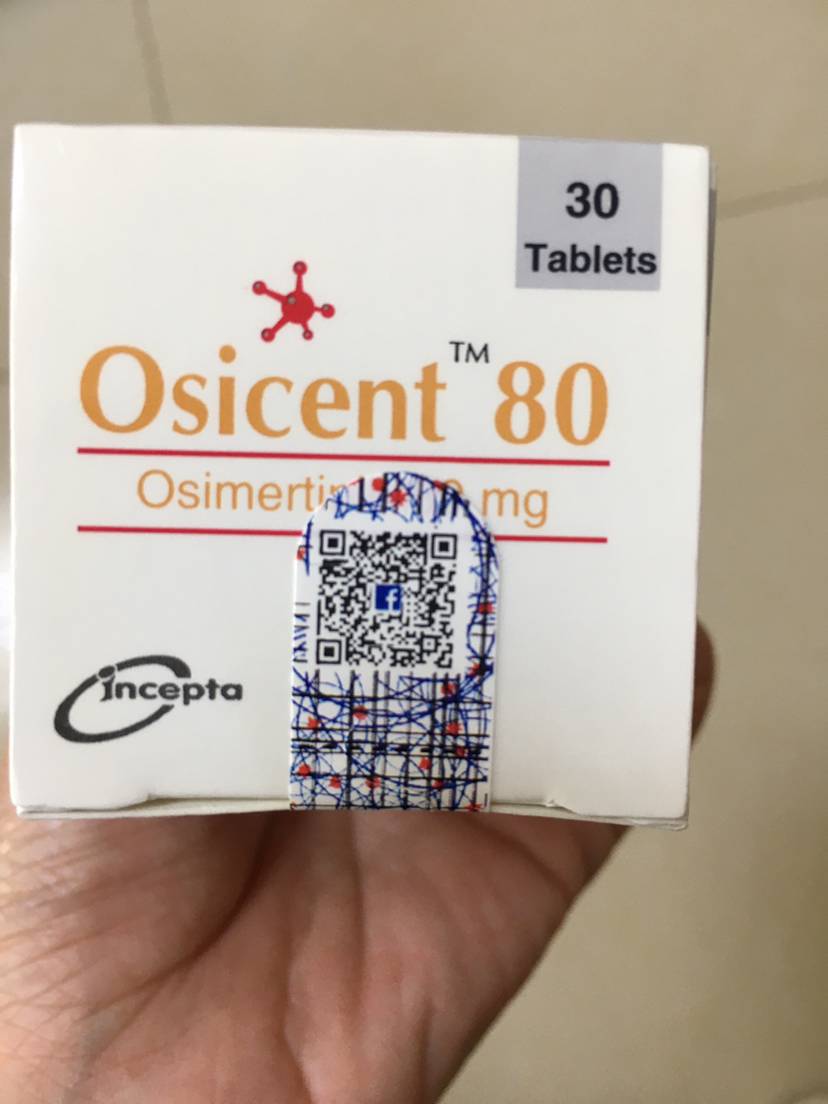 30
Tablets
Osicent™ 80
mg
incepta